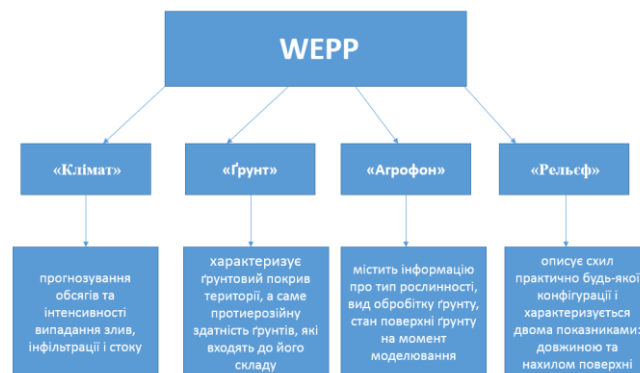 WEPP
«Клімат»
«Ґрунт»
«Агрофон»
«Рельєф»
прогнозування
обсягів та
інтенсивності
випадання злив,
інфільтрації і стоку
характеризує
ґрунтовий покрив
території, а саме
протиерозійну
здатність ґрунтів, які
входять до його
складу
містить інформацію
про тип рослинності,
вид обробітку ґрунту,
стан поверхні ґрунту
на момент
моделювання
описує схил
практично будь-якої
конфігурації і
характеризується
двома показниками:
довжиною та
нахилом поверхні